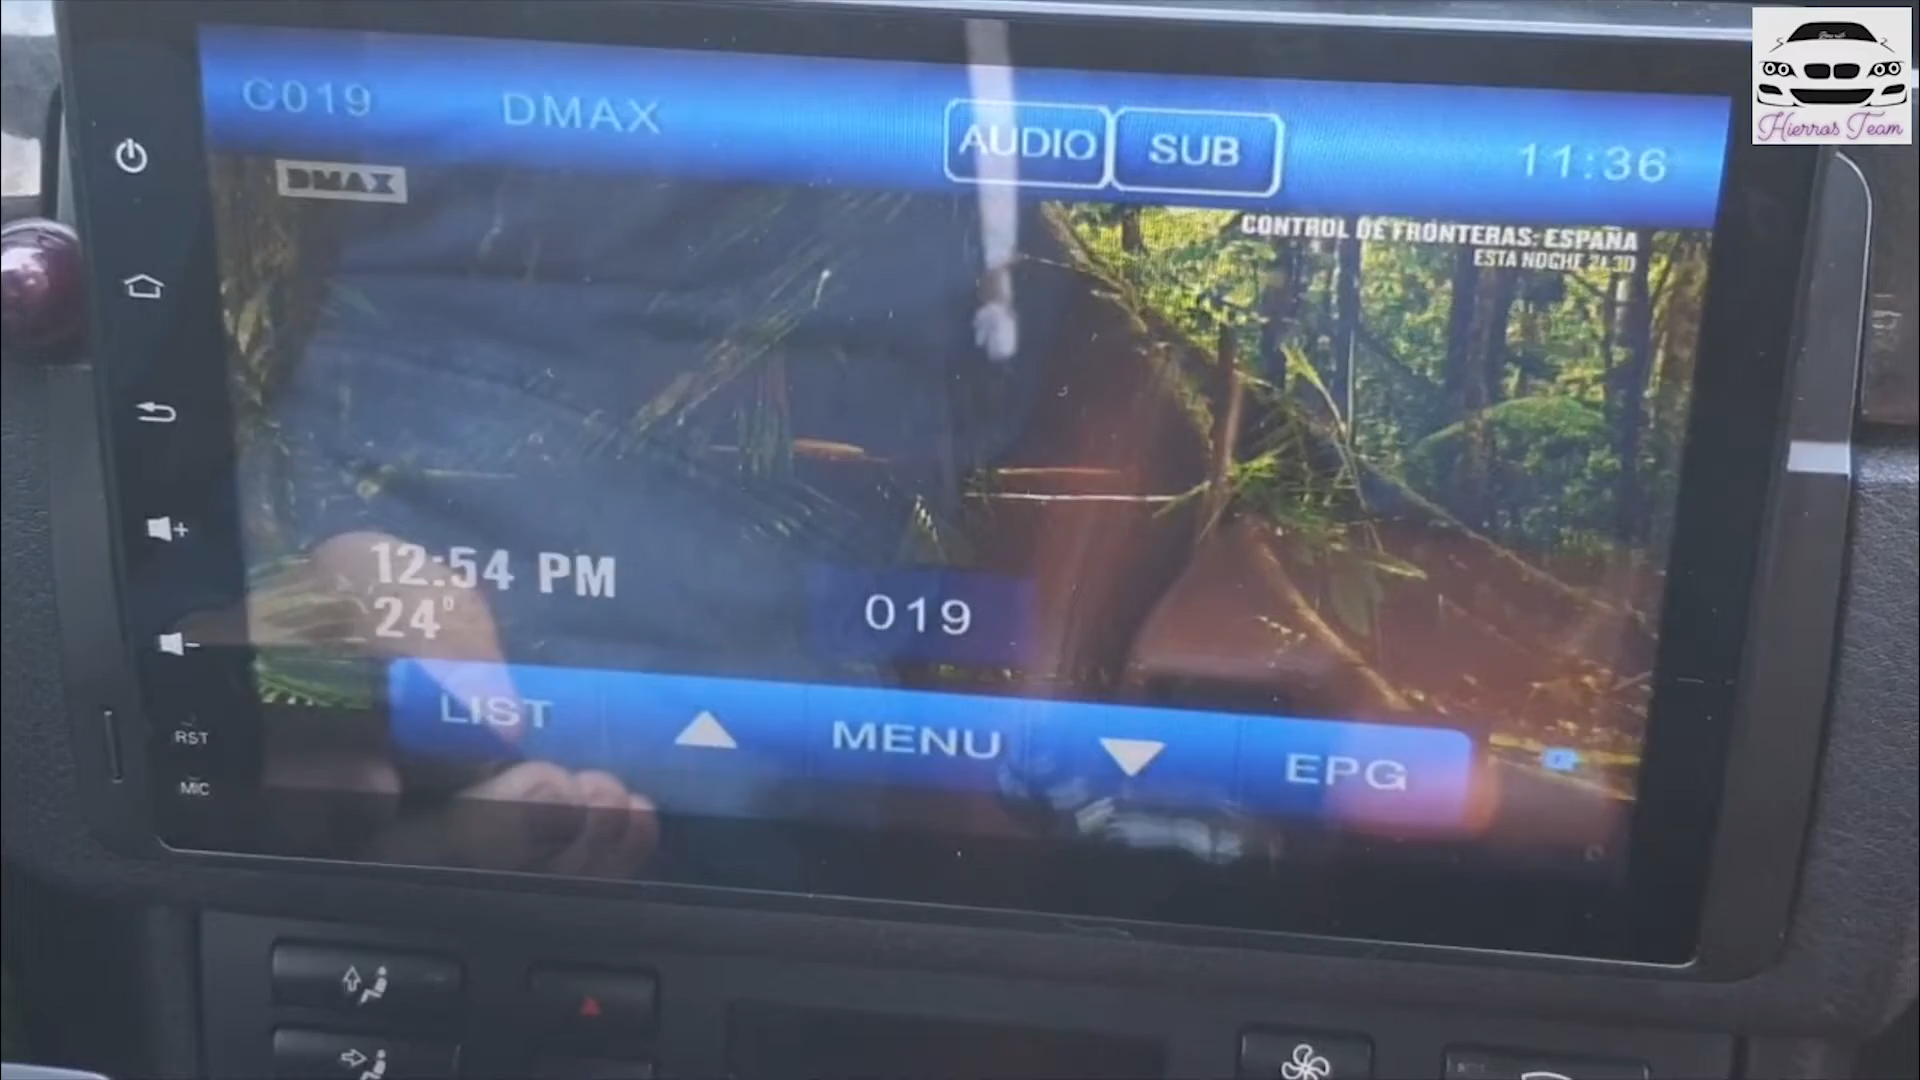 Hierros Team
C019 DMAX AUDIO SUB 11:36
DMAX
CONTROL DE FRONTERAS: ESPAÑA
ESTA NOCHE 21:30
12:54 PM
24°
019
LIST MENU EPG
+
-
RST
MIC